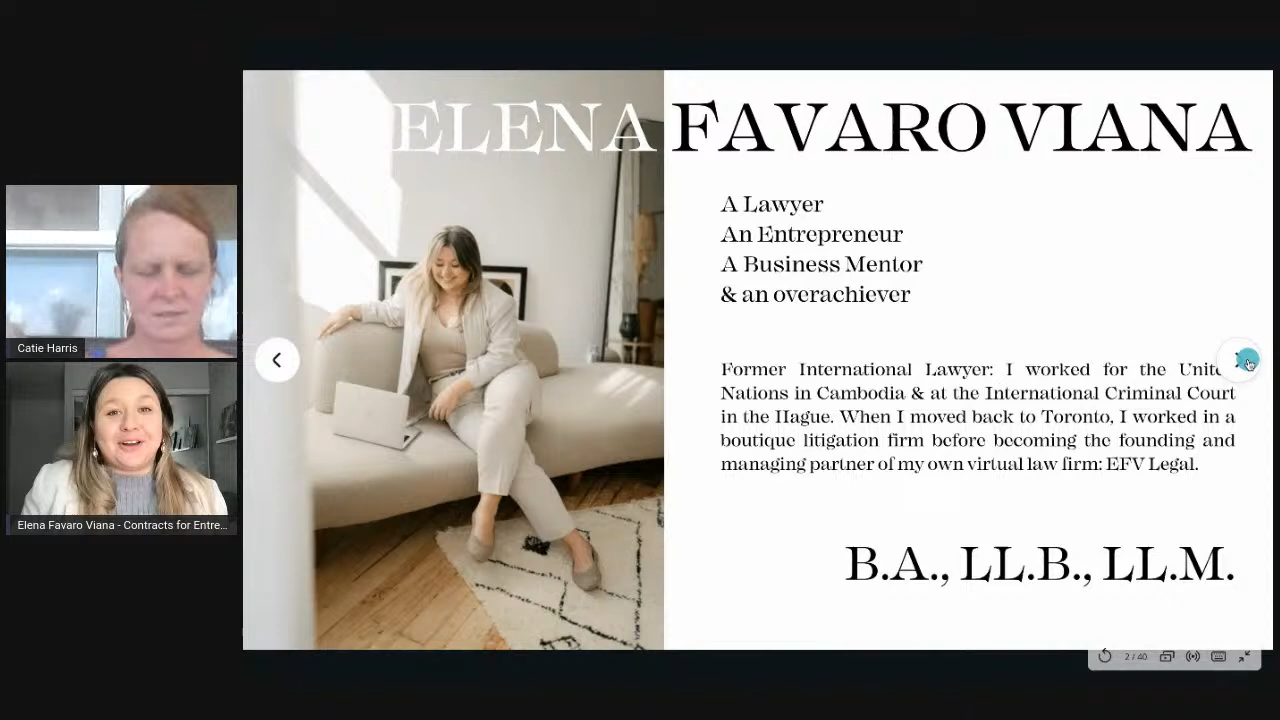 ELENA FAVARO VIANA
A Lawyer
An Entrepreneur
A Business Mentor
& an overachiever
Catie Harris
Former International Lawyer: I worked for the
Nations in Cambodia & at the International Criminal Court
in the Hague. When I moved back to Toronto, I worked in a
boutique litigation firm before becoming the founding and
managing partner of my own virtual law firm: EFV Legal.
Elena Favaro Viana - Contracts for Entre...
B.A., LL.B., LL.M.
2 / 40